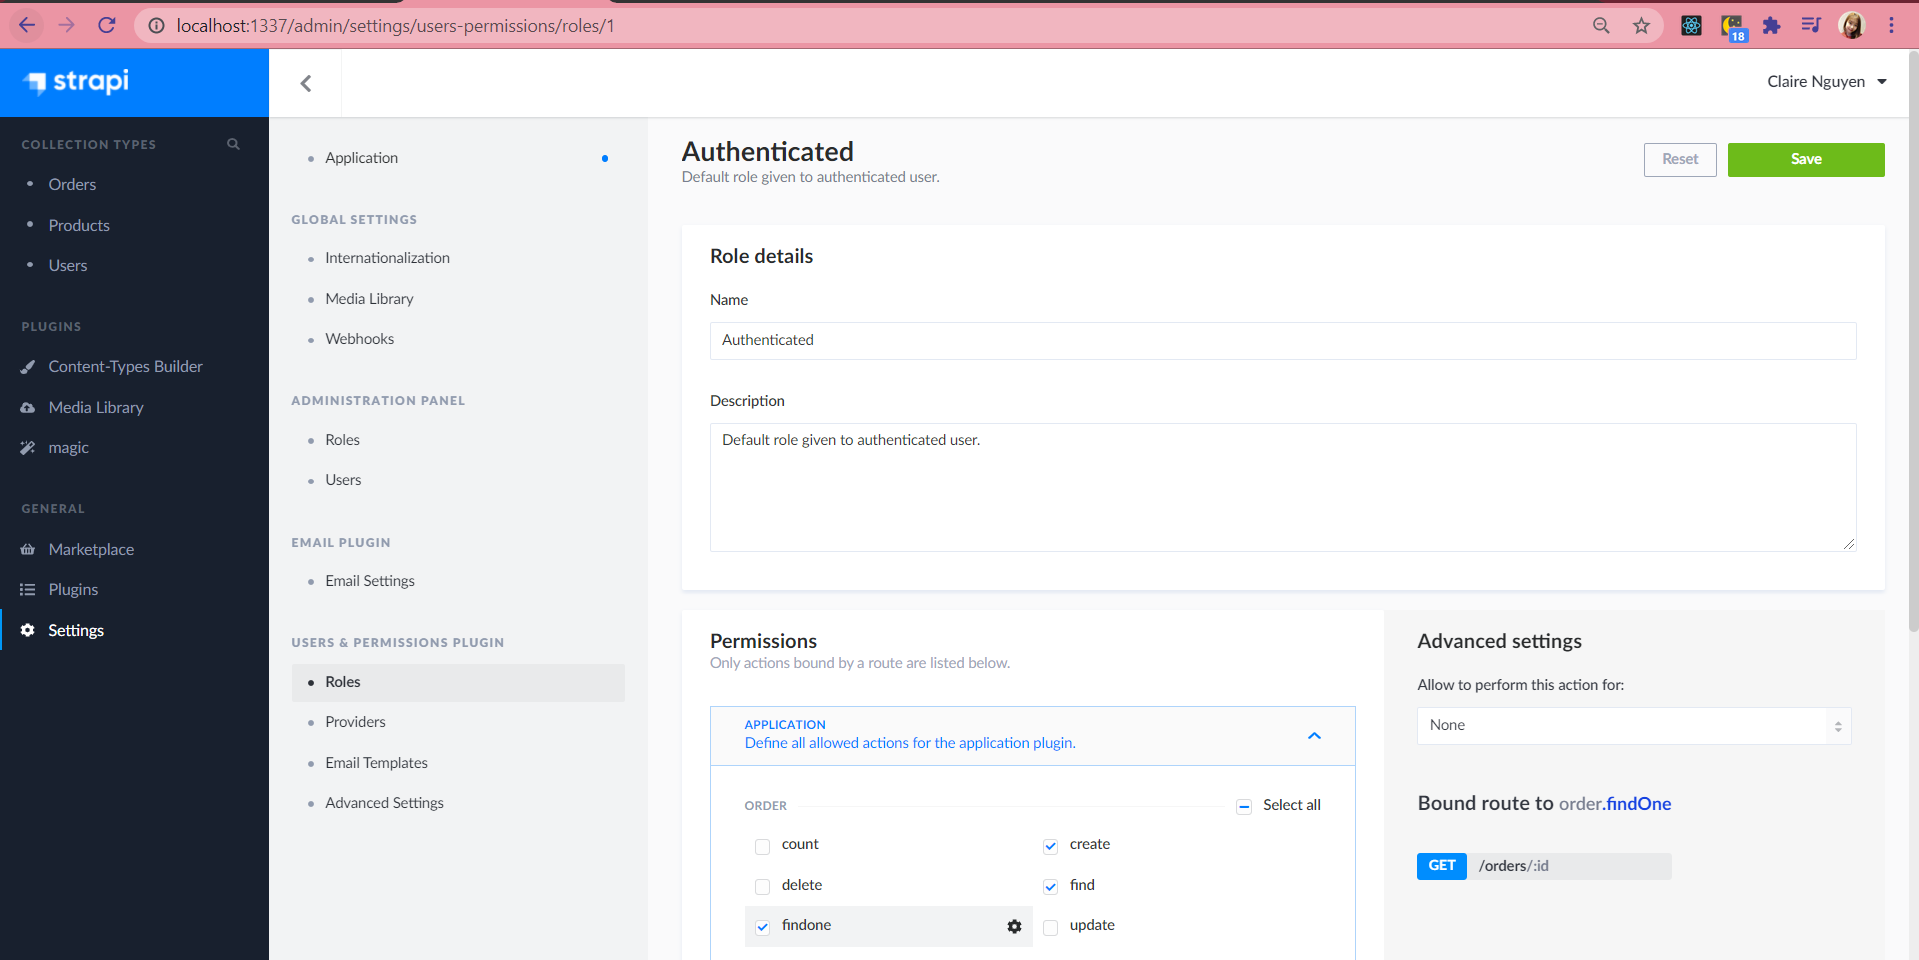 localhost:1337/admin/settings/users-permissions/roles/1
18
strapi
Claire Nguyen
COLLECTION TYPES
Orders
Products
Users
PLUGINS
Content-Types Builder
Media Library
magic
GENERAL
Marketplace
Plugins
Settings
Application
GLOBAL SETTINGS
Internationalization
Media Library
Webhooks
ADMINISTRATION PANEL
Roles
Users
EMAIL PLUGIN
Email Settings
USERS & PERMISSIONS PLUGIN
Roles
Providers
Email Templates
Advanced Settings
Authenticated
Default role given to authenticated user.
Reset
Save
Role details
Name
Authenticated
Description
Default role given to authenticated user.
Permissions
Only actions bound by a route are listed below.
APPLICATION
Define all allowed actions for the application plugin.
ORDER
Select all
count
create
delete
find
findone
update
Advanced settings
Allow to perform this action for:
None
Bound route to order.findOne
GET /orders/:id